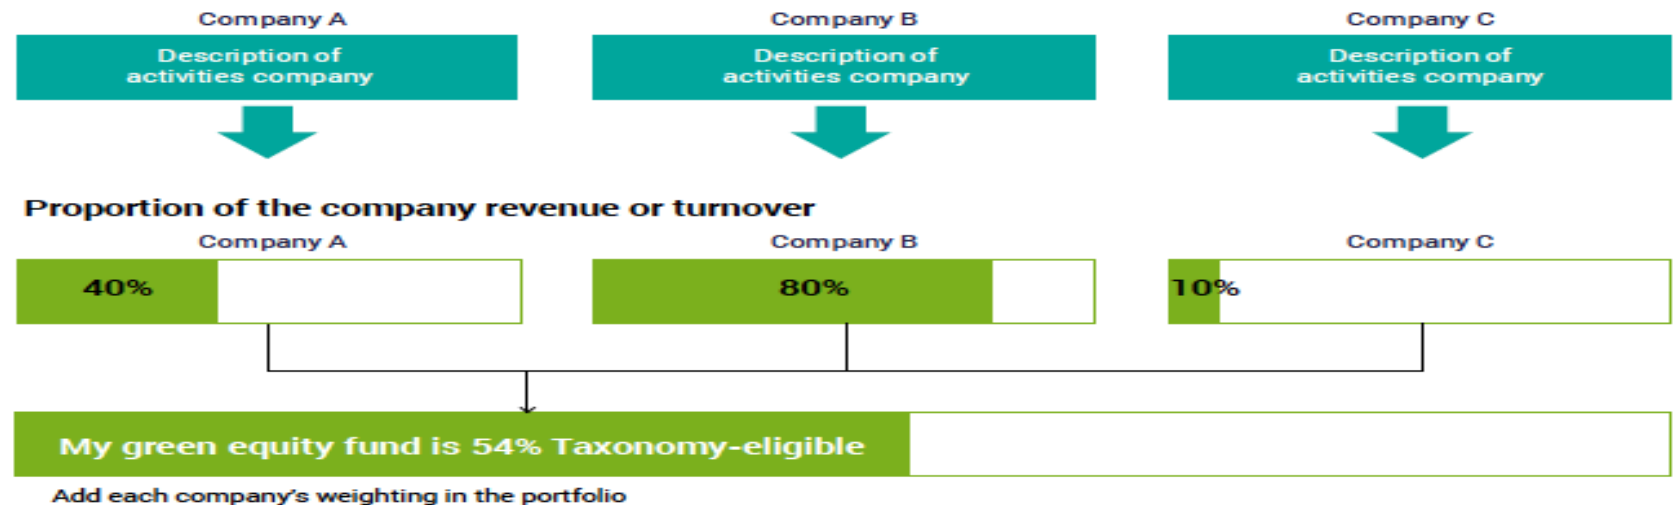 Company A
Company B
Company C
Description of
activities company
Description of
activities company
Description of
activities company
Proportion of the company revenue or turnover
Company A
Company B
Company C
40%
80%
10%
My green equity fund is 54% Taxonomy-eligible
Add each company's weighting in the portfolio